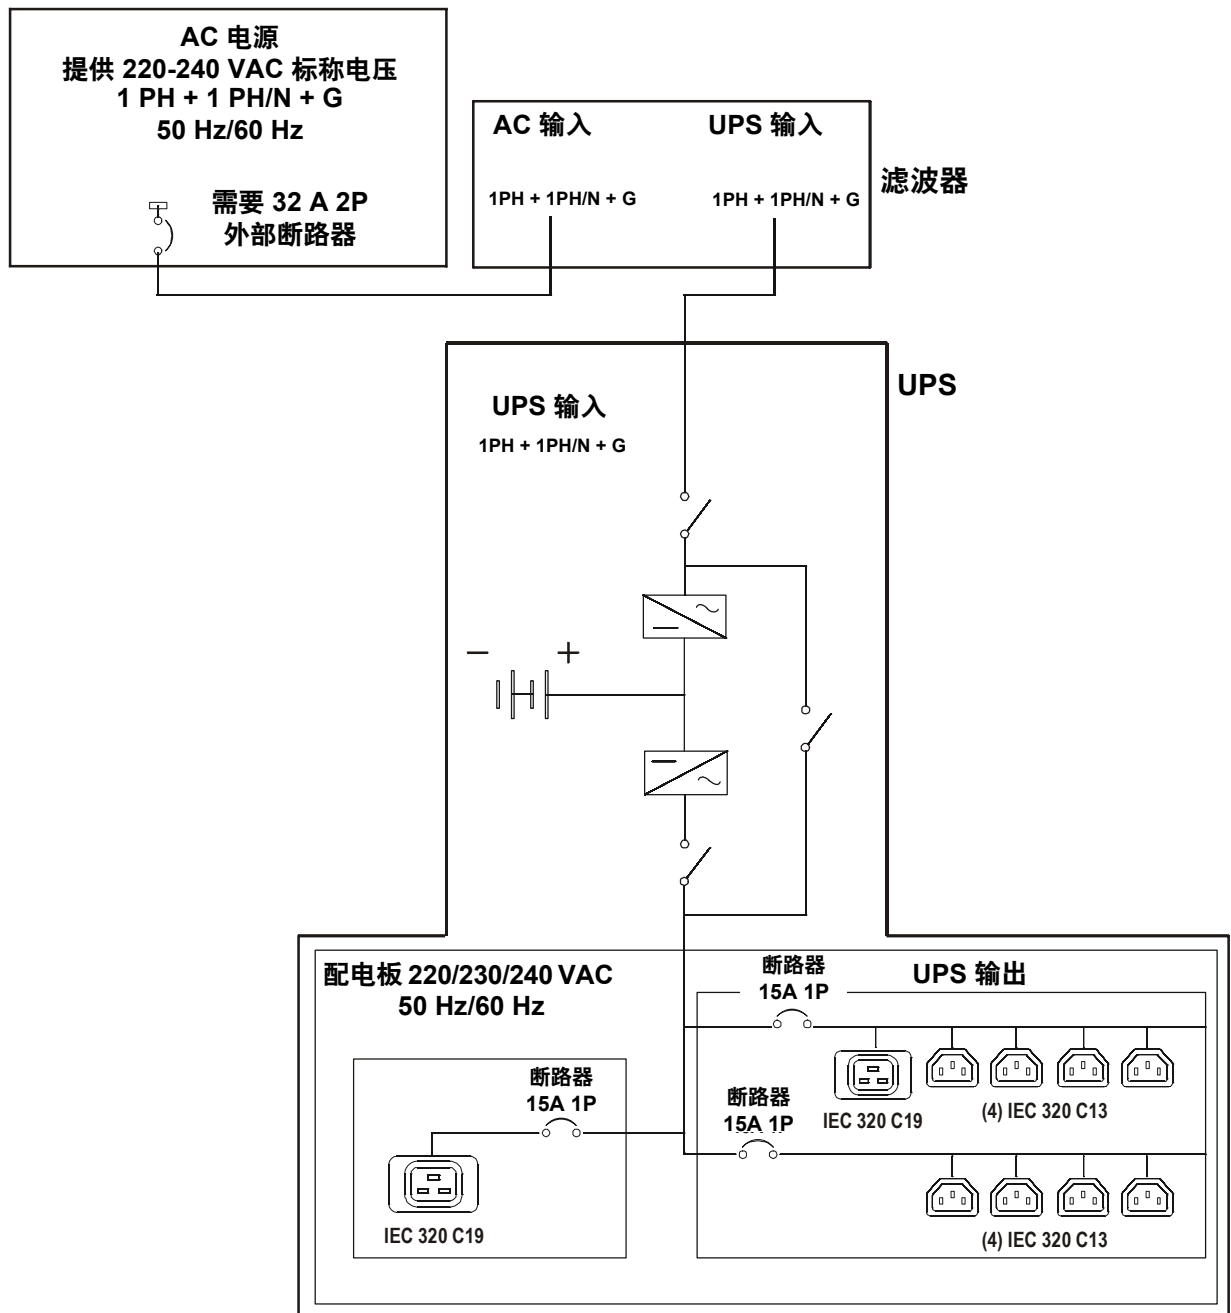 AC 电源
提供 220-240 VAC 标称电压
1 PH + 1 PH/N + G
50 Hz/60 Hz
需要 32 A 2P
外部断路器
AC 输入
UPS 输入
1PH + 1PH/N + G
1PH + 1PH/N + G
滤波器
UPS
UPS 输入
1PH + 1PH/N + G
− +
配电板 220/230/240 VAC
50 Hz/60 Hz
断路器
15A 1P
UPS 输出
断路器
15A 1P
IEC 320 C19
断路器
15A 1P
IEC 320 C19
(4) IEC 320 C13
(4) IEC 320 C13